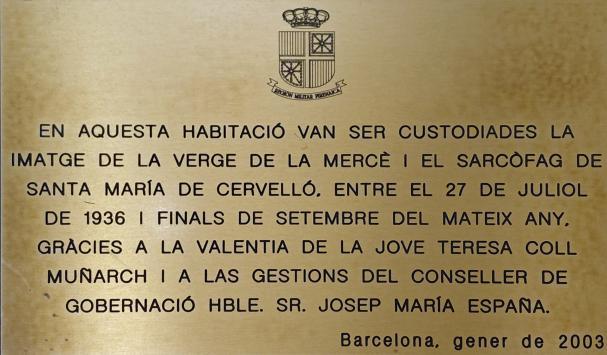 REGIÓN MILITAR PIRENAICA
EN AQUESTA HABITACIÓ VAN SER CUSTODIADES LA
IMATGE DE LA VERGE DE LA MERCÈ I EL SARCÒFAG DE
SANTA MARÍA DE CERVELLÓ, ENTRE EL 27 DE JULIOL
DE 1936 I FINALS DE SETEMBRE DEL MATEIX ANY,
GRÀCIES A LA VALENTIA DE LA JOVE TERESA COLL
MUÑARCH I A LAS GESTIONS DEL CONSELLER DE
GOBERNACIÓ HBLE. SR. JOSEP MARÍA ESPAÑA.
Barcelona, gener de 2003